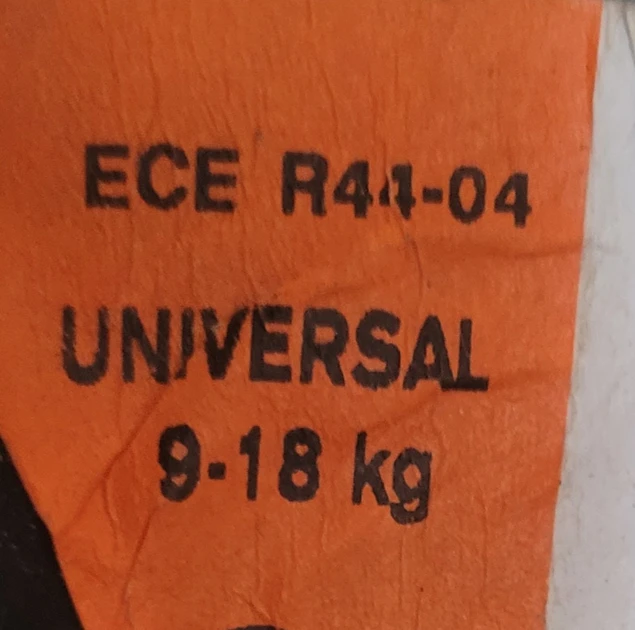 ECE R44-04
UNIVERSAL
9-18 kg